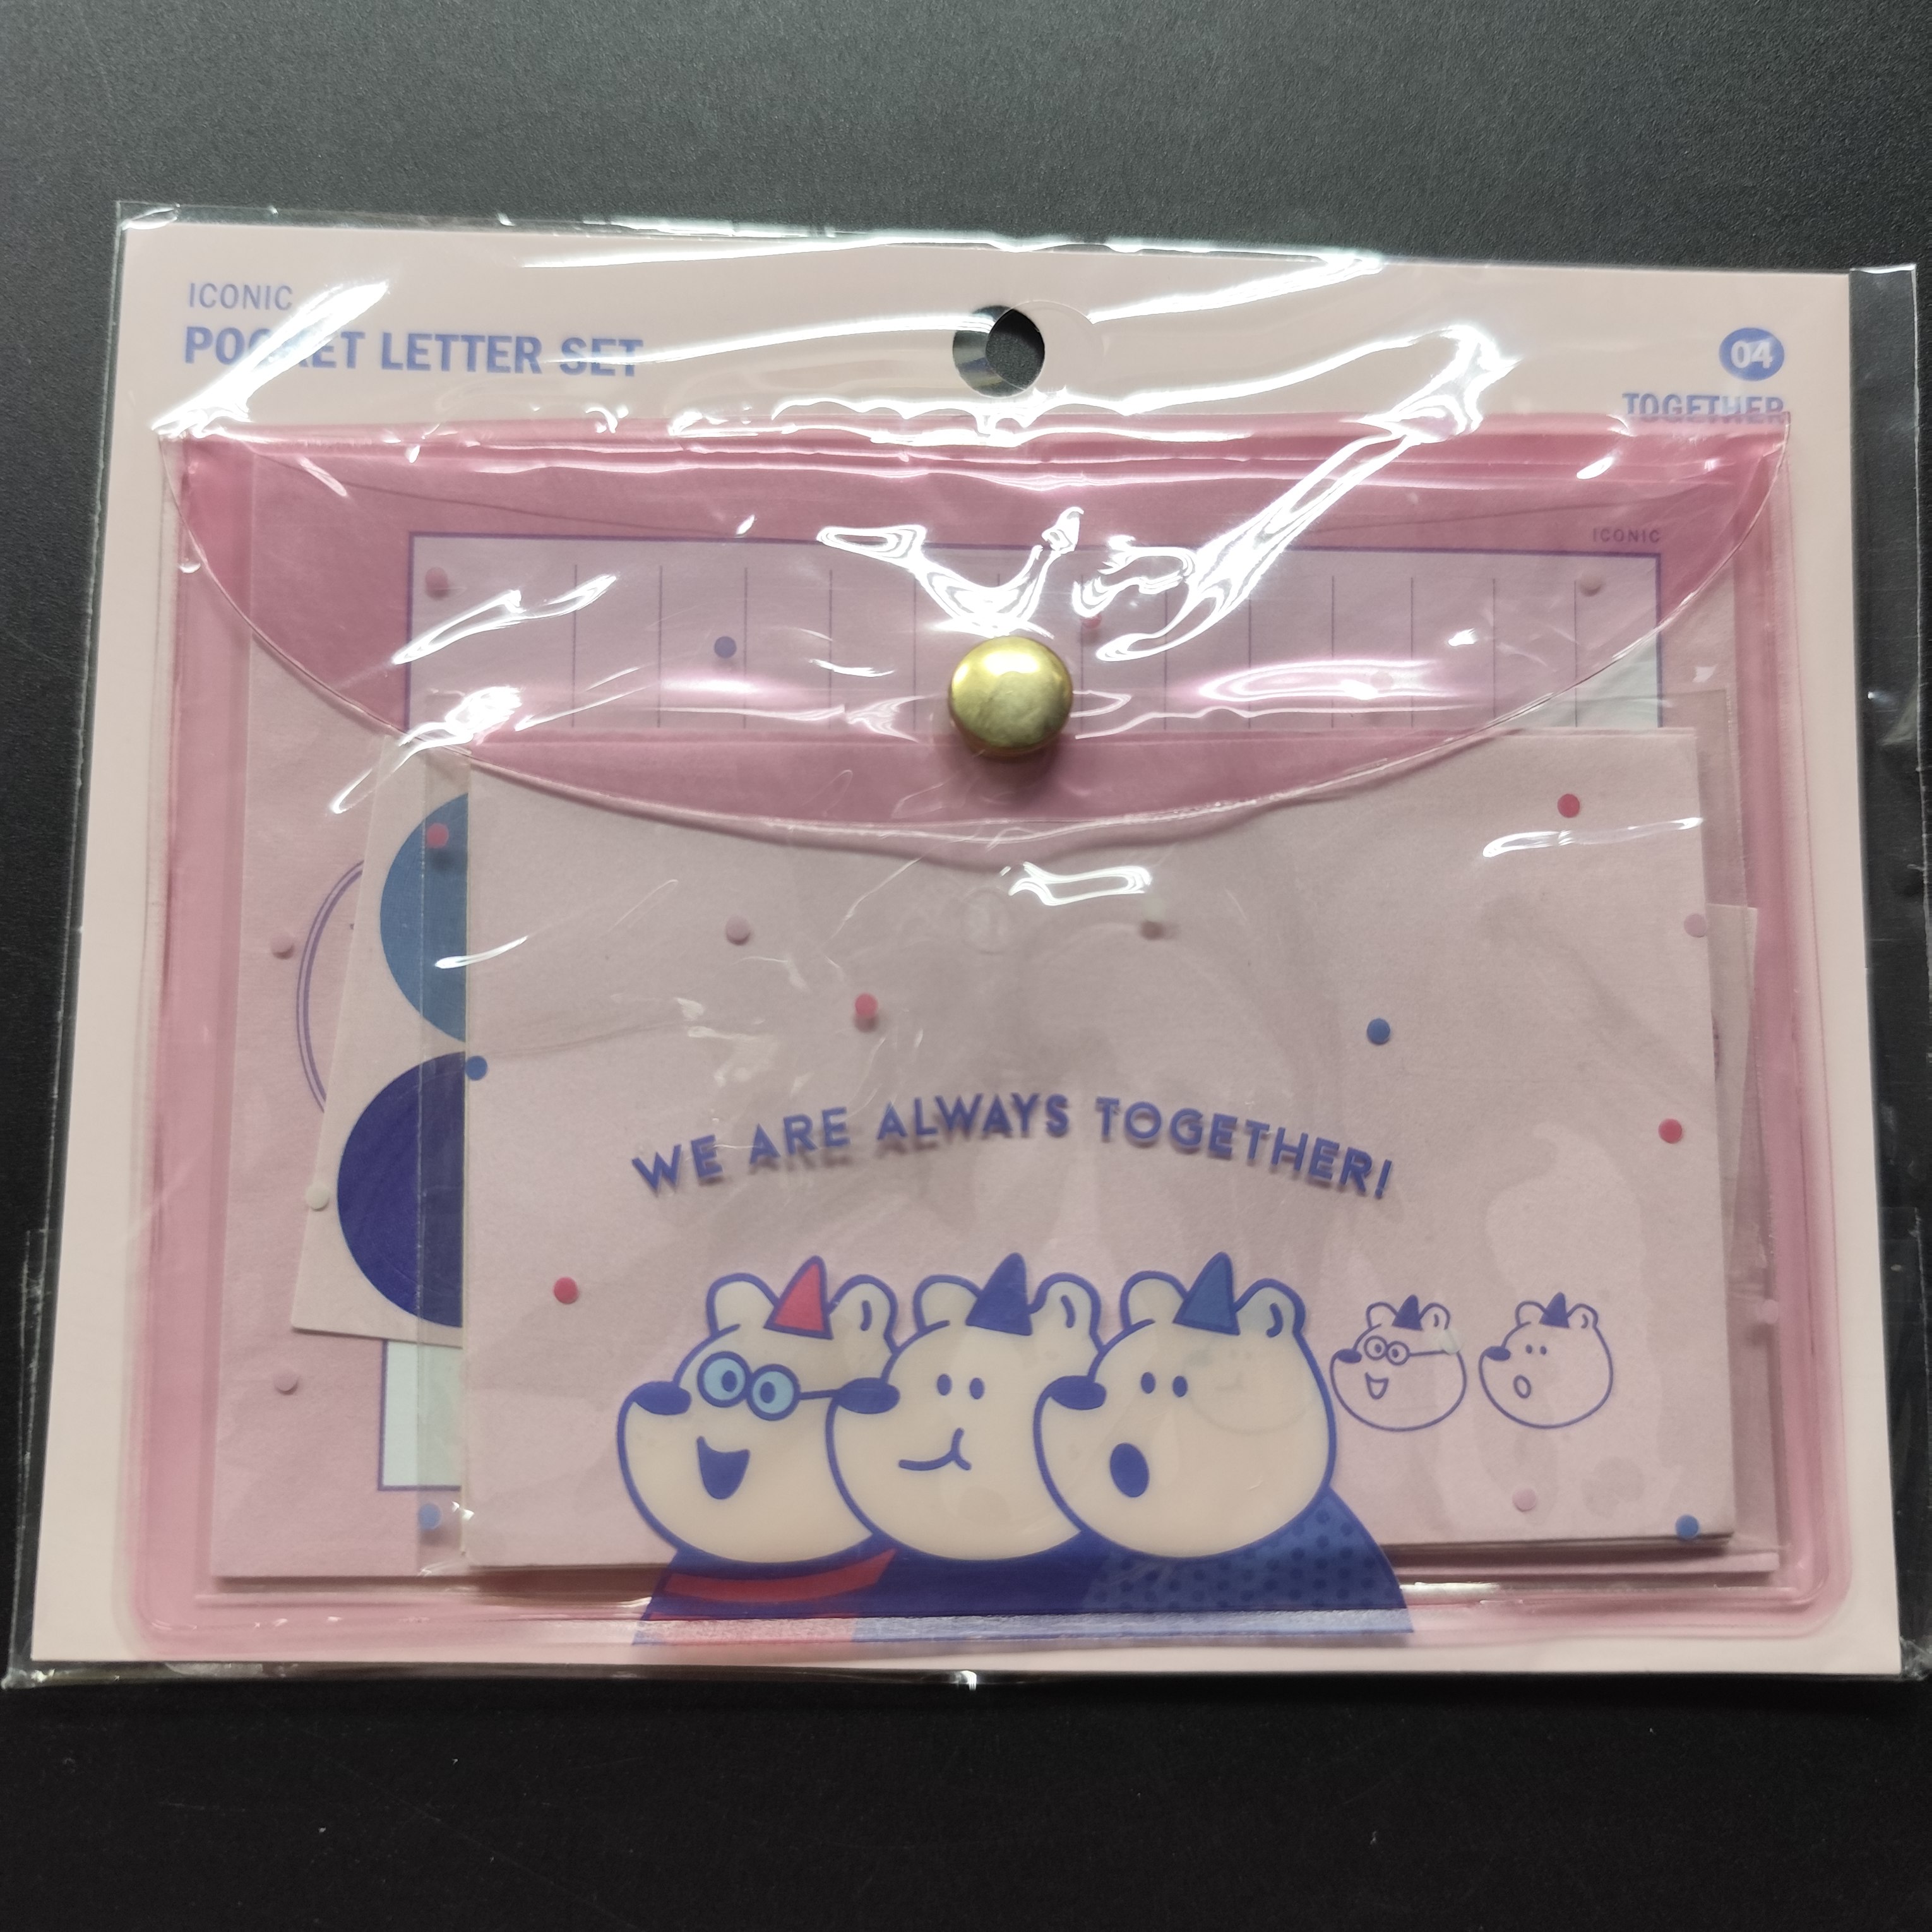 ICONIC
POCKET LETTER SET
04
TOGETHER
ICONIC
WE ARE ALWAYS TOGETHER!